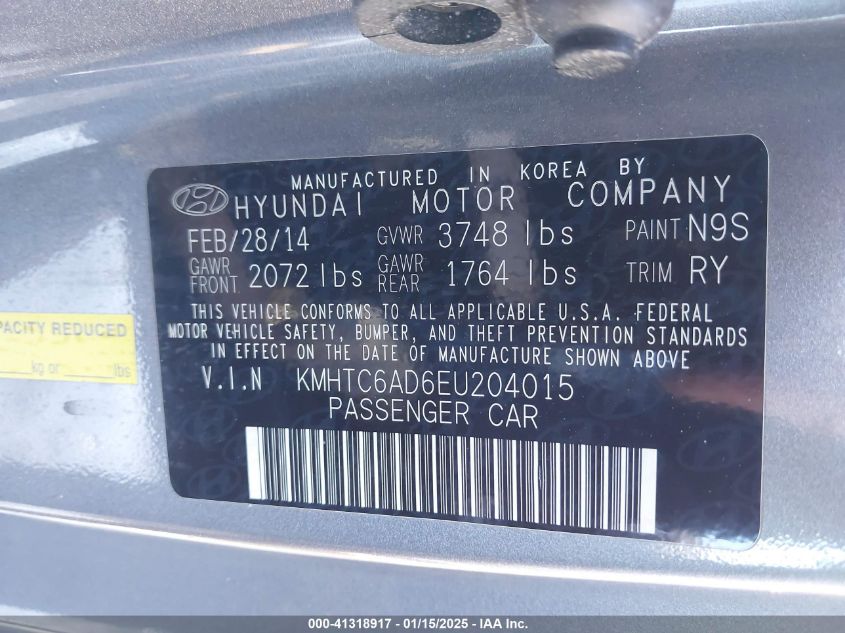 MANUFACTURED IN KOREA BY
HYUNDAI MOTOR COMPANY
FEB/28/14 GVWR 3748 lbs PAINT N9S
GAWR FRONT 2072 lbs GAWR REAR 1764 lbs TRIM RY
THIS VEHICLE CONFORMS TO ALL APPLICABLE U.S.A. FEDERAL
MOTOR VEHICLE SAFETY, BUMPER, AND THEFT PREVENTION STANDARDS
IN EFFECT ON THE DATE OF MANUFACTURE SHOWN ABOVE
V.I.N KMHTC6AD6EU204015
PASSENGER CAR
REDUCED
kg or lbs
000-41318917 - 01/15/2025 - IAA Inc.